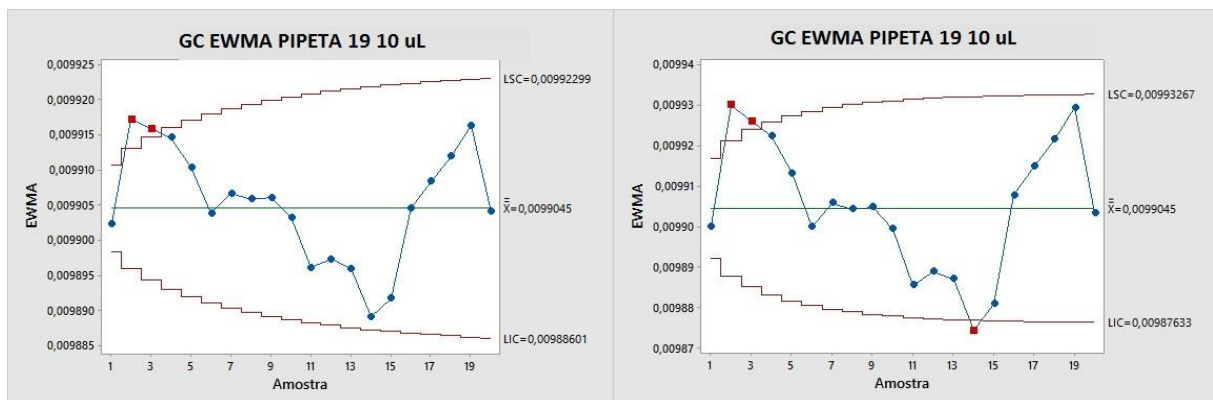 GC EWMA PIPETA 19 10 uL
0,009925
0,009920
0,009915
0,009910
0,009905
0,009900
0,009895
0,009890
0,009885
EWMA
LSC=0,00992299
X=0,0099045
LIC=0,00988601
1 3 5 7 9 11 13 15 17 19
Amostra
GC EWMA PIPETA 19 10 uL
0,00994
0,00993
0,00992
0,00991
0,00990
0,00989
0,00988
0,00987
EWMA
LSC=0,00993267
X=0,0099045
LIC=0,00987633
1 3 5 7 9 11 13 15 17 19
Amostra